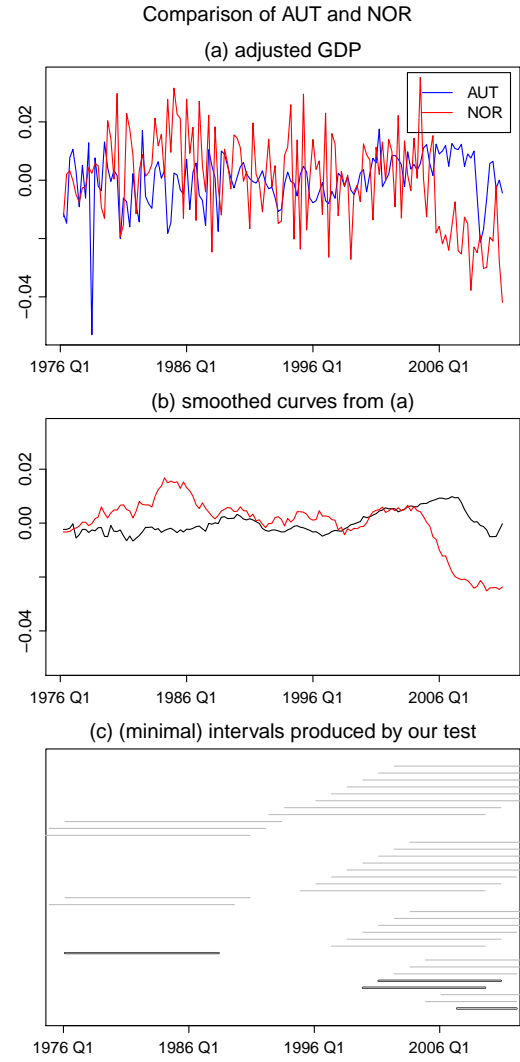 Comparison of AUT and NOR
(a) adjusted GDP
AUT
NOR
0.02
0.00
−0.04
1976 Q1 1986 Q1 1996 Q1 2006 Q1
(b) smoothed curves from (a)
0.02
0.00
−0.04
1976 Q1 1986 Q1 1996 Q1 2006 Q1
(c) (minimal) intervals produced by our test
1976 Q1 1986 Q1 1996 Q1 2006 Q1